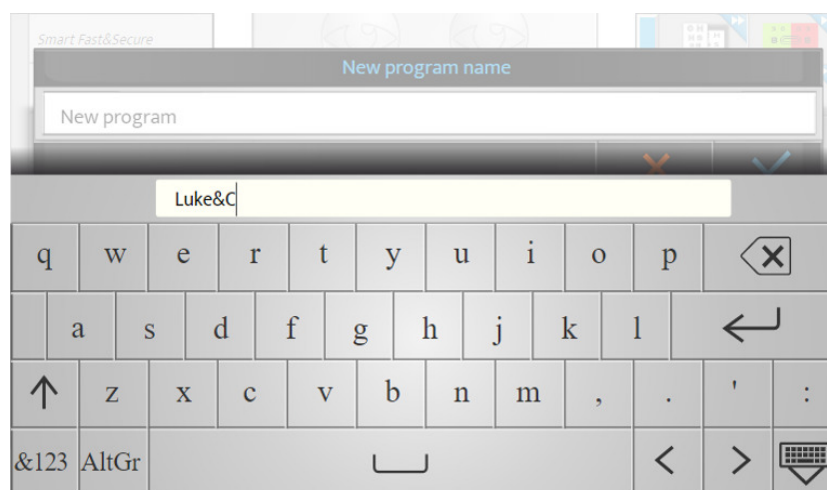 Smart Fast&Secure
New program name
New program
Luke&C
q w e r t y u i o p
a s d f g h j k l
z x c v b n m , . ' :
&123 AltGr < >